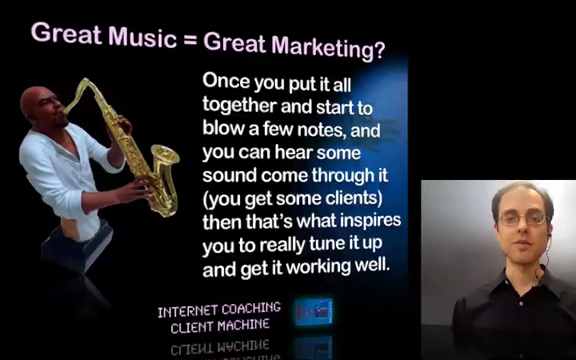 Great Music = Great Marketing?
Once you put it all
together and start to
blow a few notes, and
you can hear some
sound come through it
(you get some clients)
then that's what inspires
you to really tune it up
and get it working well.
INTERNET COACHING
CLIENT MACHINE